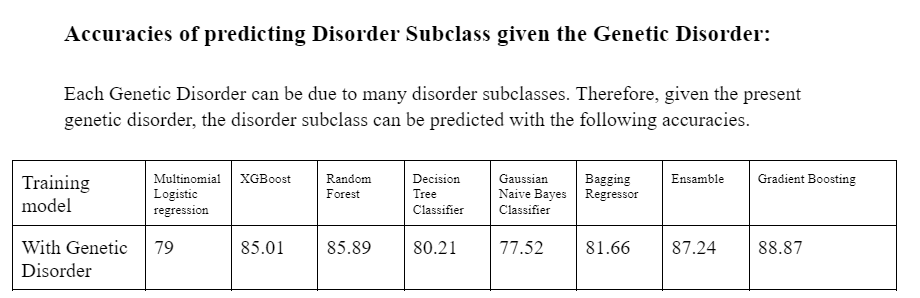 Accuracies of predicting Disorder Subclass given the Genetic Disorder:
Each Genetic Disorder can be due to many disorder subclasses. Therefore, given the present
genetic disorder, the disorder subclass can be predicted with the following accuracies.
Training model Multinomial Logistic regression XGBoost Random Forest Decision Tree Classifier Gaussian Naive Bayes Classifier Bagging Regressor Ensamble Gradient Boosting
With Genetic Disorder 79 85.01 85.89 80.21 77.52 81.66 87.24 88.87